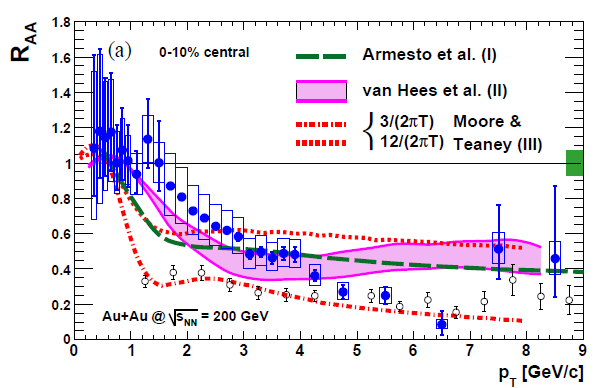 R_AA
1.8
1.6
1.4
1.2
1
0.8
0.6
0.4
0.2
0
(a)
0-10% central
Armesto et al. (I)
van Hees et al. (II)
3/(2πT)
12/(2πT)
Moore &
Teaney (III)
Au+Au @ √s_NN = 200 GeV
0 1 2 3 4 5 6 7 8 9
p_T [GeV/c]